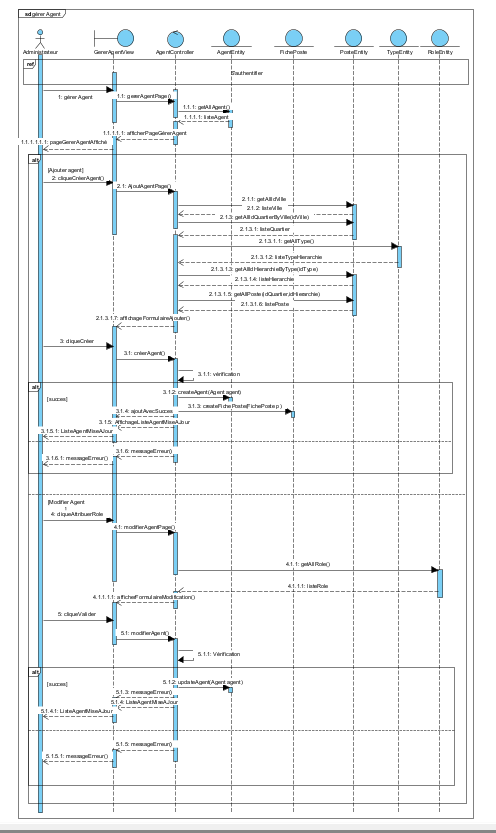 sd gérer Agent
Administrateur
GererAgentView
AgentController
AgentEntity
FichePoste
PosteEntity
TypeEntity
RoleEntity
ref
S'authentifier
1: gérer Agent
1.1: gererAgentPage()
1.1.1: getAllAgent()
1.1.1.1: listeAgent
1.1.1.1.1: afficherPageGérerAgent
1.1.1.1.1.1: pageGererAgentAffiché
alt
[Ajouter agent]
2: cliqueCréerAgent()
2.1: AjoutAgentPage()
2.1.1: getAllidVille
2.1.2: listeVille
2.1.3: getAllidQuartierByVille(idVille)
2.1.3.1: listeQuartier
2.1.3.1.1: getAllType()
2.1.3.1.2: listeTypeHierarchie
2.1.3.1.3: getAllidHierarchieByType(idType)
2.1.3.1.4: listeHierarchie
2.1.3.1.5: getAllPoste(idQuartier,idHierarchie)
2.1.3.1.6: listePoste
2.1.3.1.7: affichageFormulaireAjouter()
3: cliqueCréer
3.1: créerAgent()
3.1.1: vérification
alt
3.1.2: createAgent(Agent agent)
[succes]
3.1.3: createFichePoste(FichePoste p)
3.1.4: ajoutAvecSucces
3.1.5: AffichageListeAgentMiseAJour
3.1.5.1: ListeAgentMiseAJour
3.1.6: messageErreur()
3.1.6.1: messageErreur()
[Modifier Agent
]
4: cliqueAttribuerRole
4.1: modifierAgentPage()
4.1.1: getAllRole()
4.1.1.1: listeRole
4.1.1.1.1: afficherFormulaireModification()
5: cliqueValider
5.1: modifierAgent()
5.1.1: Vérification
alt
5.1.2: updateAgent(Agent agent)
[succes]
5.1.3: messageErreur()
5.1.4: ListeAgentMiseAJour
5.1.4.1: ListeAgentMiseAJour
5.1.5: messageErreur()
5.1.5.1: messageErreur()